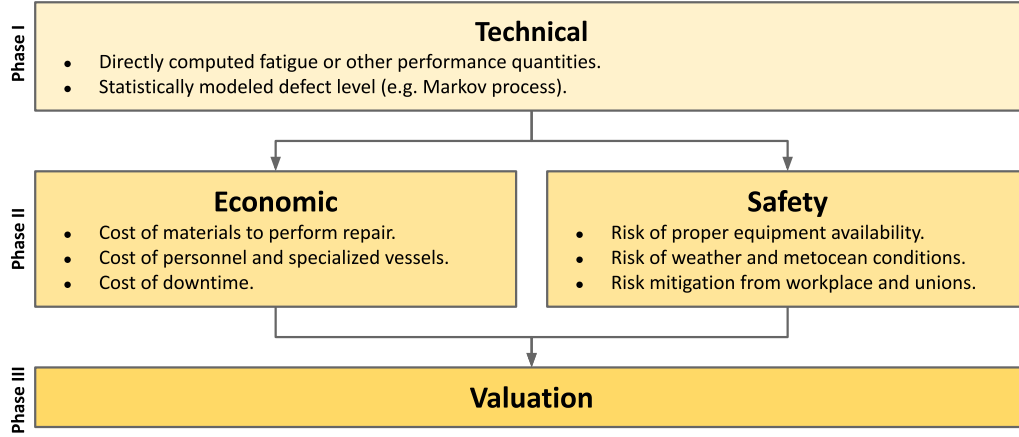 Phase I
Technical
● Directly computed fatigue or other performance quantities.
● Statistically modeled defect level (e.g. Markov process).
Phase II
Economic
● Cost of materials to perform repair.
● Cost of personnel and specialized vessels.
● Cost of downtime.
Safety
● Risk of proper equipment availability.
● Risk of weather and metocean conditions.
● Risk mitigation from workplace and unions.
Phase III
Valuation